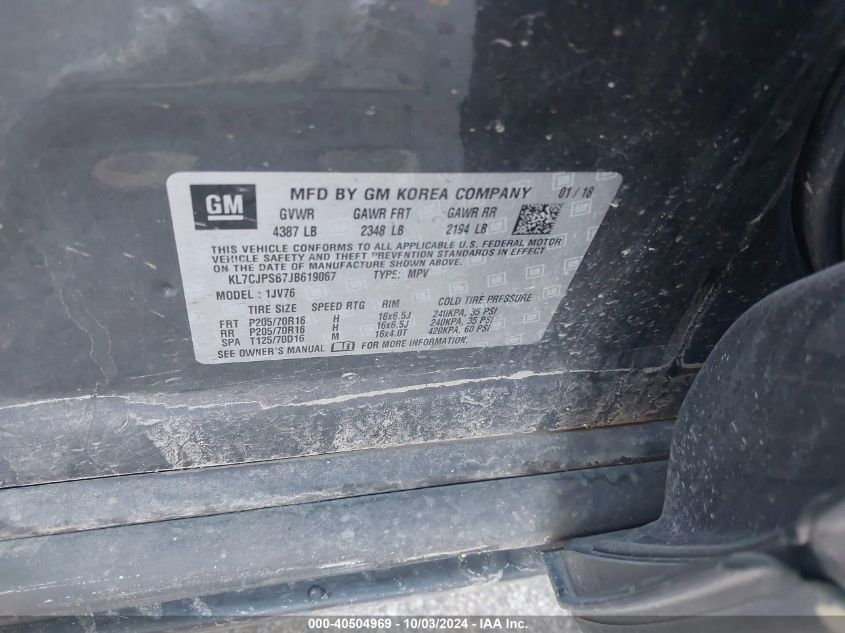 GM MFD BY GM KOREA COMPANY 01 / 18
GVWR GAWR FRT GAWR RR
4387 LB 2348 LB 2194 LB
THIS VEHICLE CONFORMS TO ALL APPLICABLE U.S. FEDERAL MOTOR
VEHICLE SAFETY AND THEFT PREVENTION STANDARDS IN EFFECT
ON THE DATE OF MANUFACTURE SHOWN ABOVE.
KL7CJPSB7JB619067 TYPE: MPV
MODEL : 1JV76
TIRE SIZE SPEED RTG RIM COLD TIRE PRESSURE
FRT P205/70R16 H 16x6.5J 240KPA, 35 PSI
RR P205/70R16 H 16x6.5J 240KPA, 35 PSI
SPA T125/70D16 M 16x4.0T 420KPA, 60 PSI
SEE OWNER'S MANUAL FOR MORE INFORMATION.
000-40504969 - 10/03/2024 - IAA Inc.